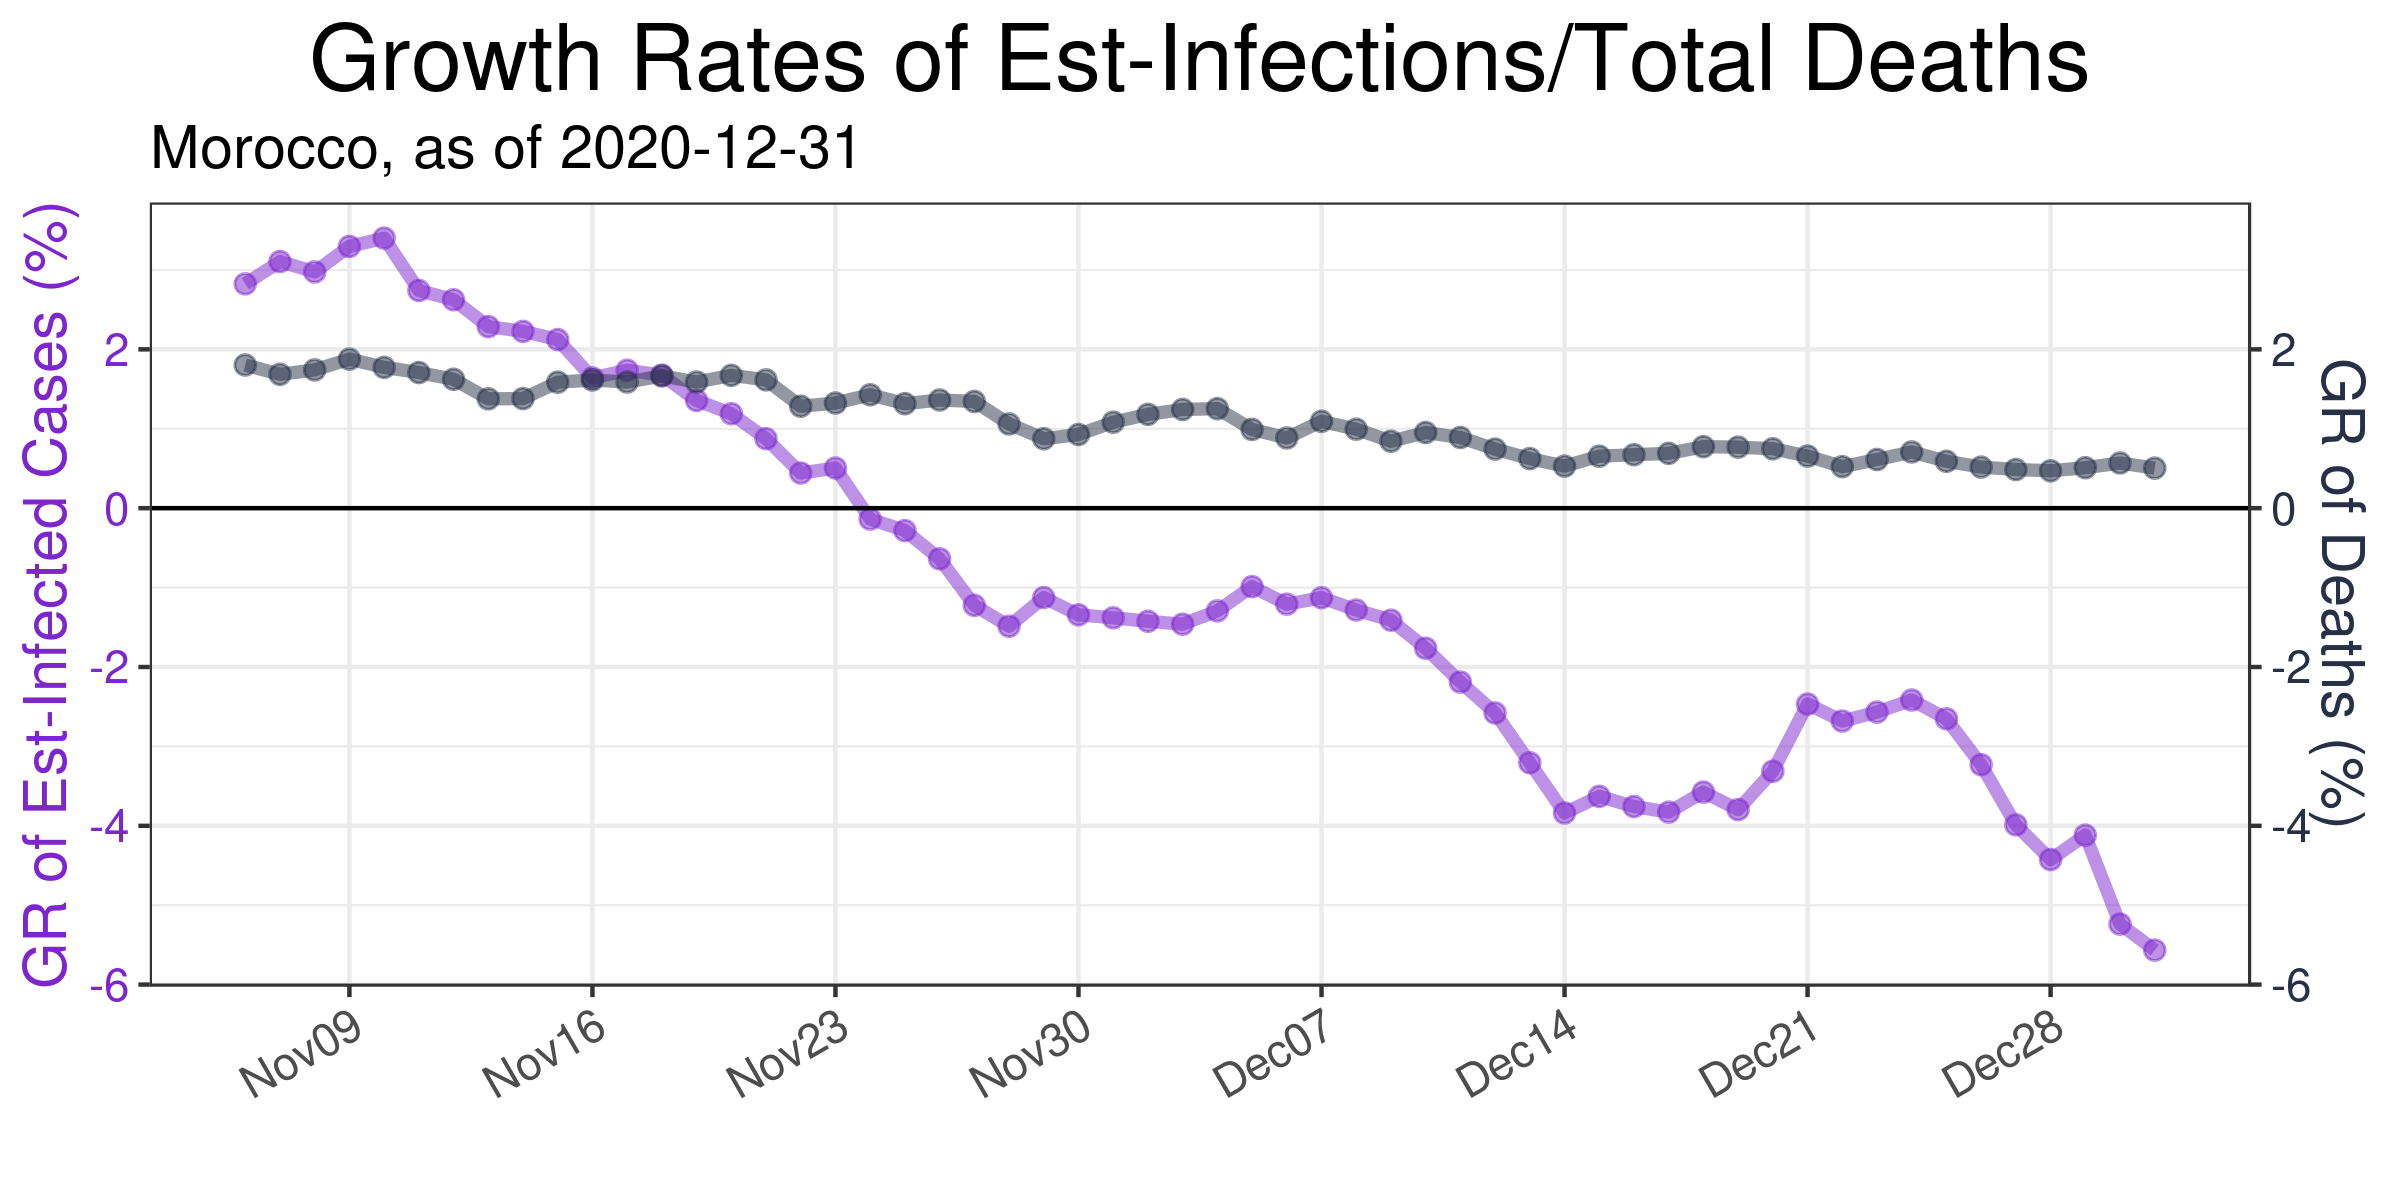 Growth Rates of Est-Infections/Total Deaths
Morocco, as of 2020-12-31
GR of Est-Infected Cases (%)
2
0
-2
-4
-6
2
0
-2
-4
-6
GR of Deaths (%)
Nov09
Nov16
Nov23
Nov30
Dec07
Dec14
Dec21
Dec28